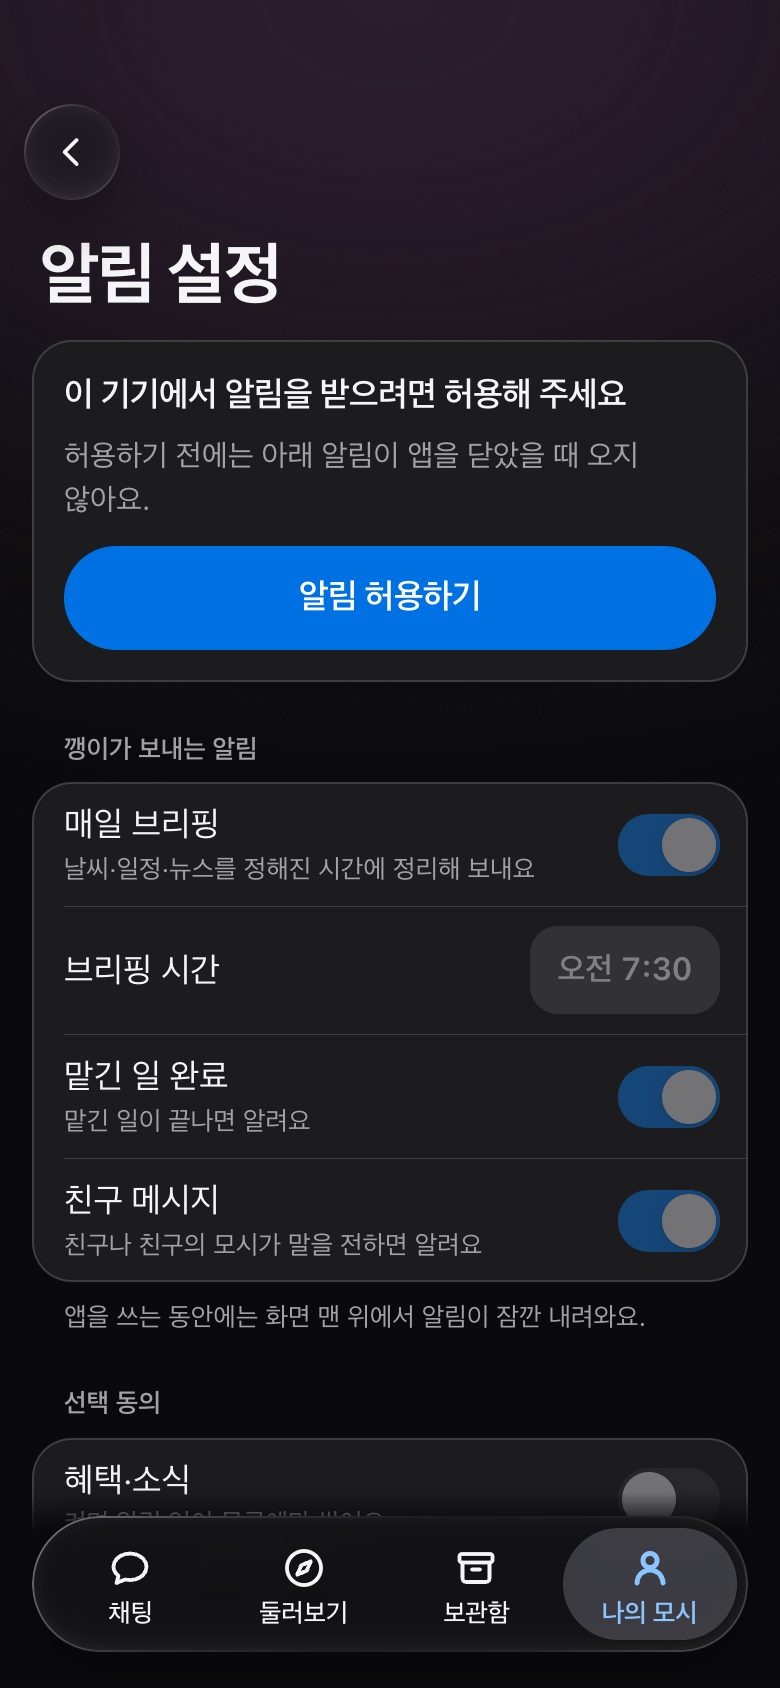 알림 설정
이 기기에서 알림을 받으려면 허용해 주세요
허용하기 전에는 아래 알림이 앱을 닫았을 때 오지
않아요.
알림 허용하기
깽이가 보내는 알림
매일 브리핑
날씨·일정·뉴스를 정해진 시간에 정리해 보내요
브리핑 시간
오전 7:30
맡긴 일 완료
맡긴 일이 끝나면 알려요
친구 메시지
친구나 친구의 모시가 말을 전하면 알려요
앱을 쓰는 동안에는 화면 맨 위에서 알림이 잠깐 내려와요.
선택 동의
혜택·소식
채팅
둘러보기
보관함
나의 모시